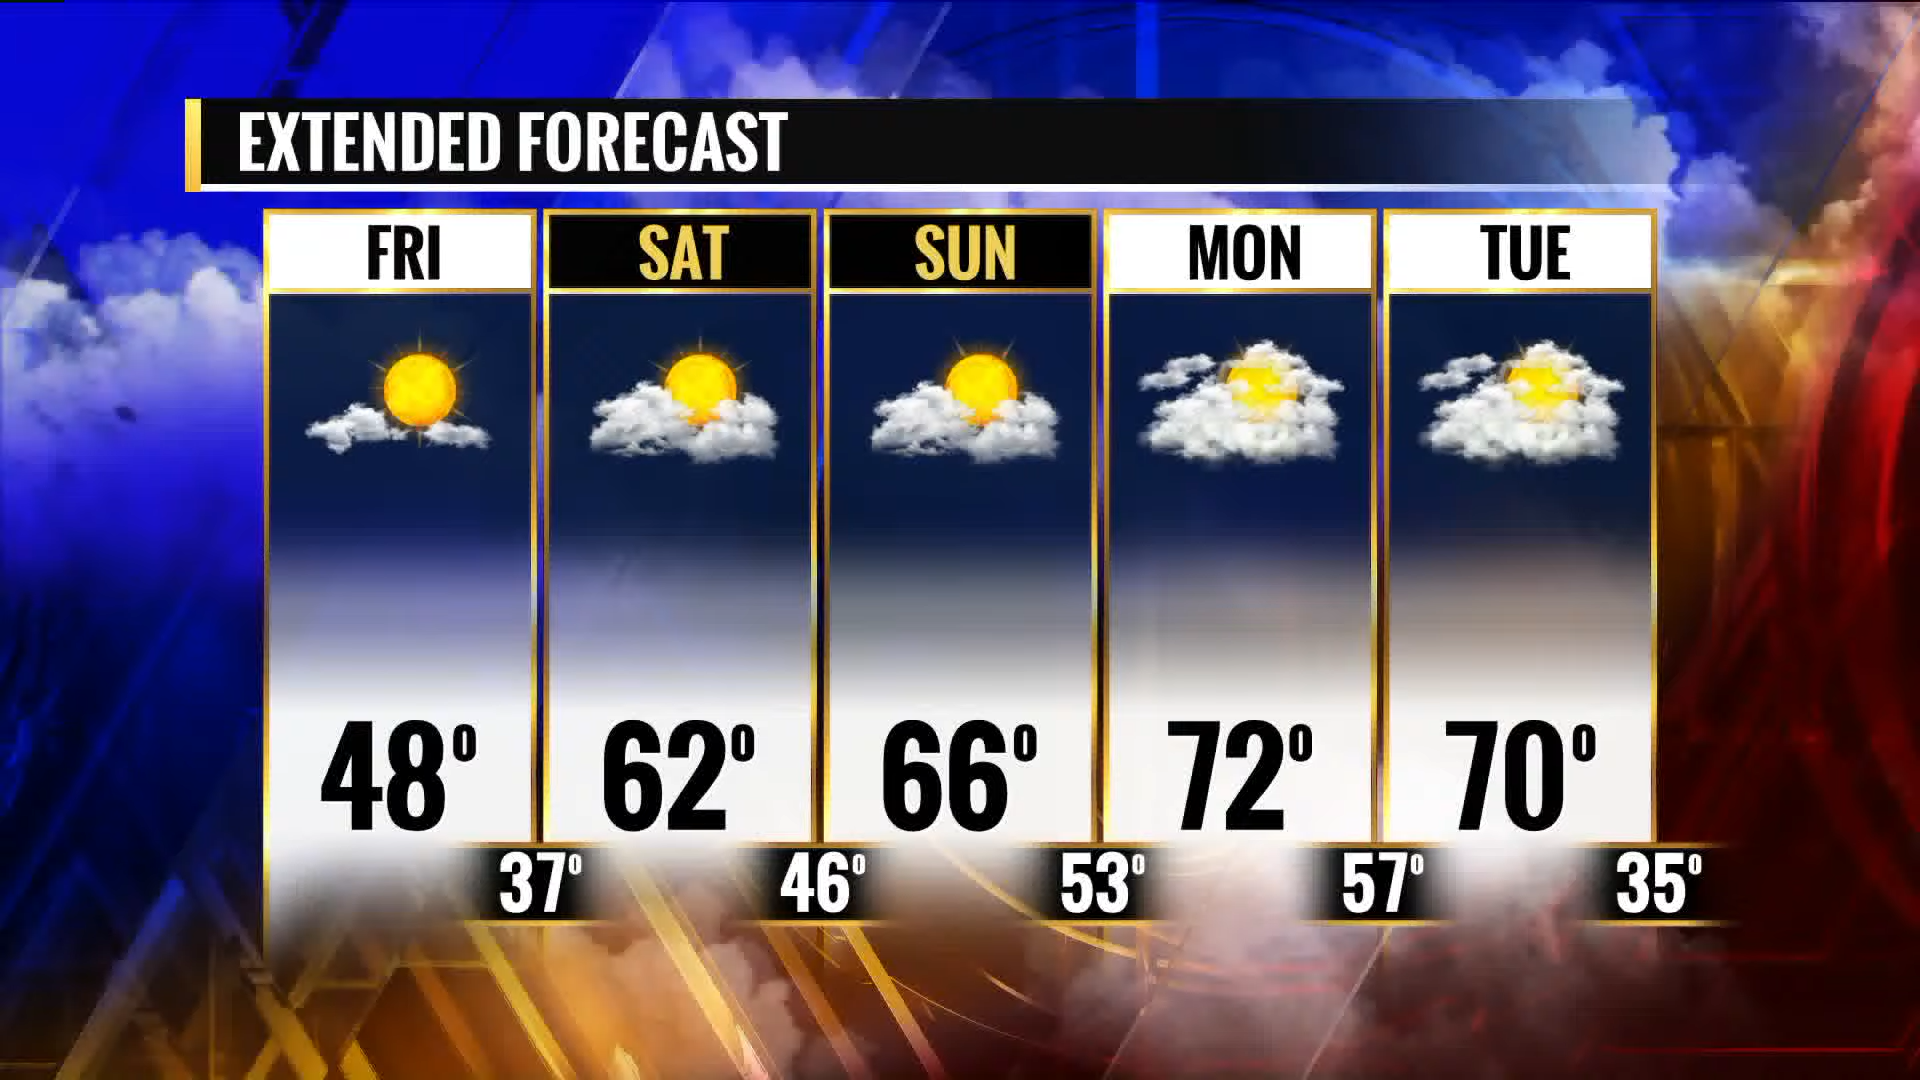 EXTENDED FORECAST
FRI SAT SUN MON TUE
48° 62° 66° 72° 70°
37° 46° 53° 57° 35°